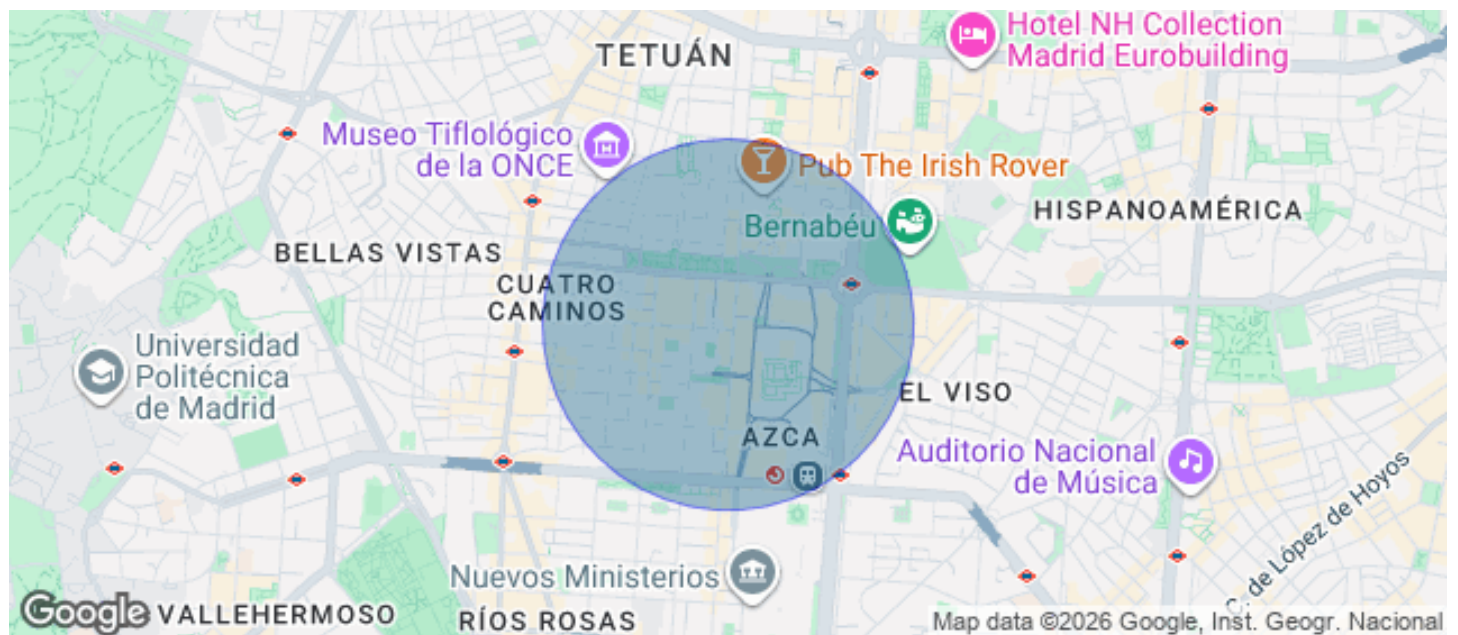 Hotel NH Collection
Madrid Eurobuilding
TETUÁN
Museo Tiflológico
de la ONCE
Pub The Irish Rover
HISPANOAMÉRICA
Bernabéu
BELLAS VISTAS
CUATRO
CAMINOS
Universidad
Politécnica
de Madrid
EL VISO
AZCA
Auditorio Nacional
de Música
C. de López de Hoyos
Nuevos Ministerios
Google
VALLEHERMOSO
RÍOS ROSAS
Map data ©2026 Google, Inst. Geogr. Nacional